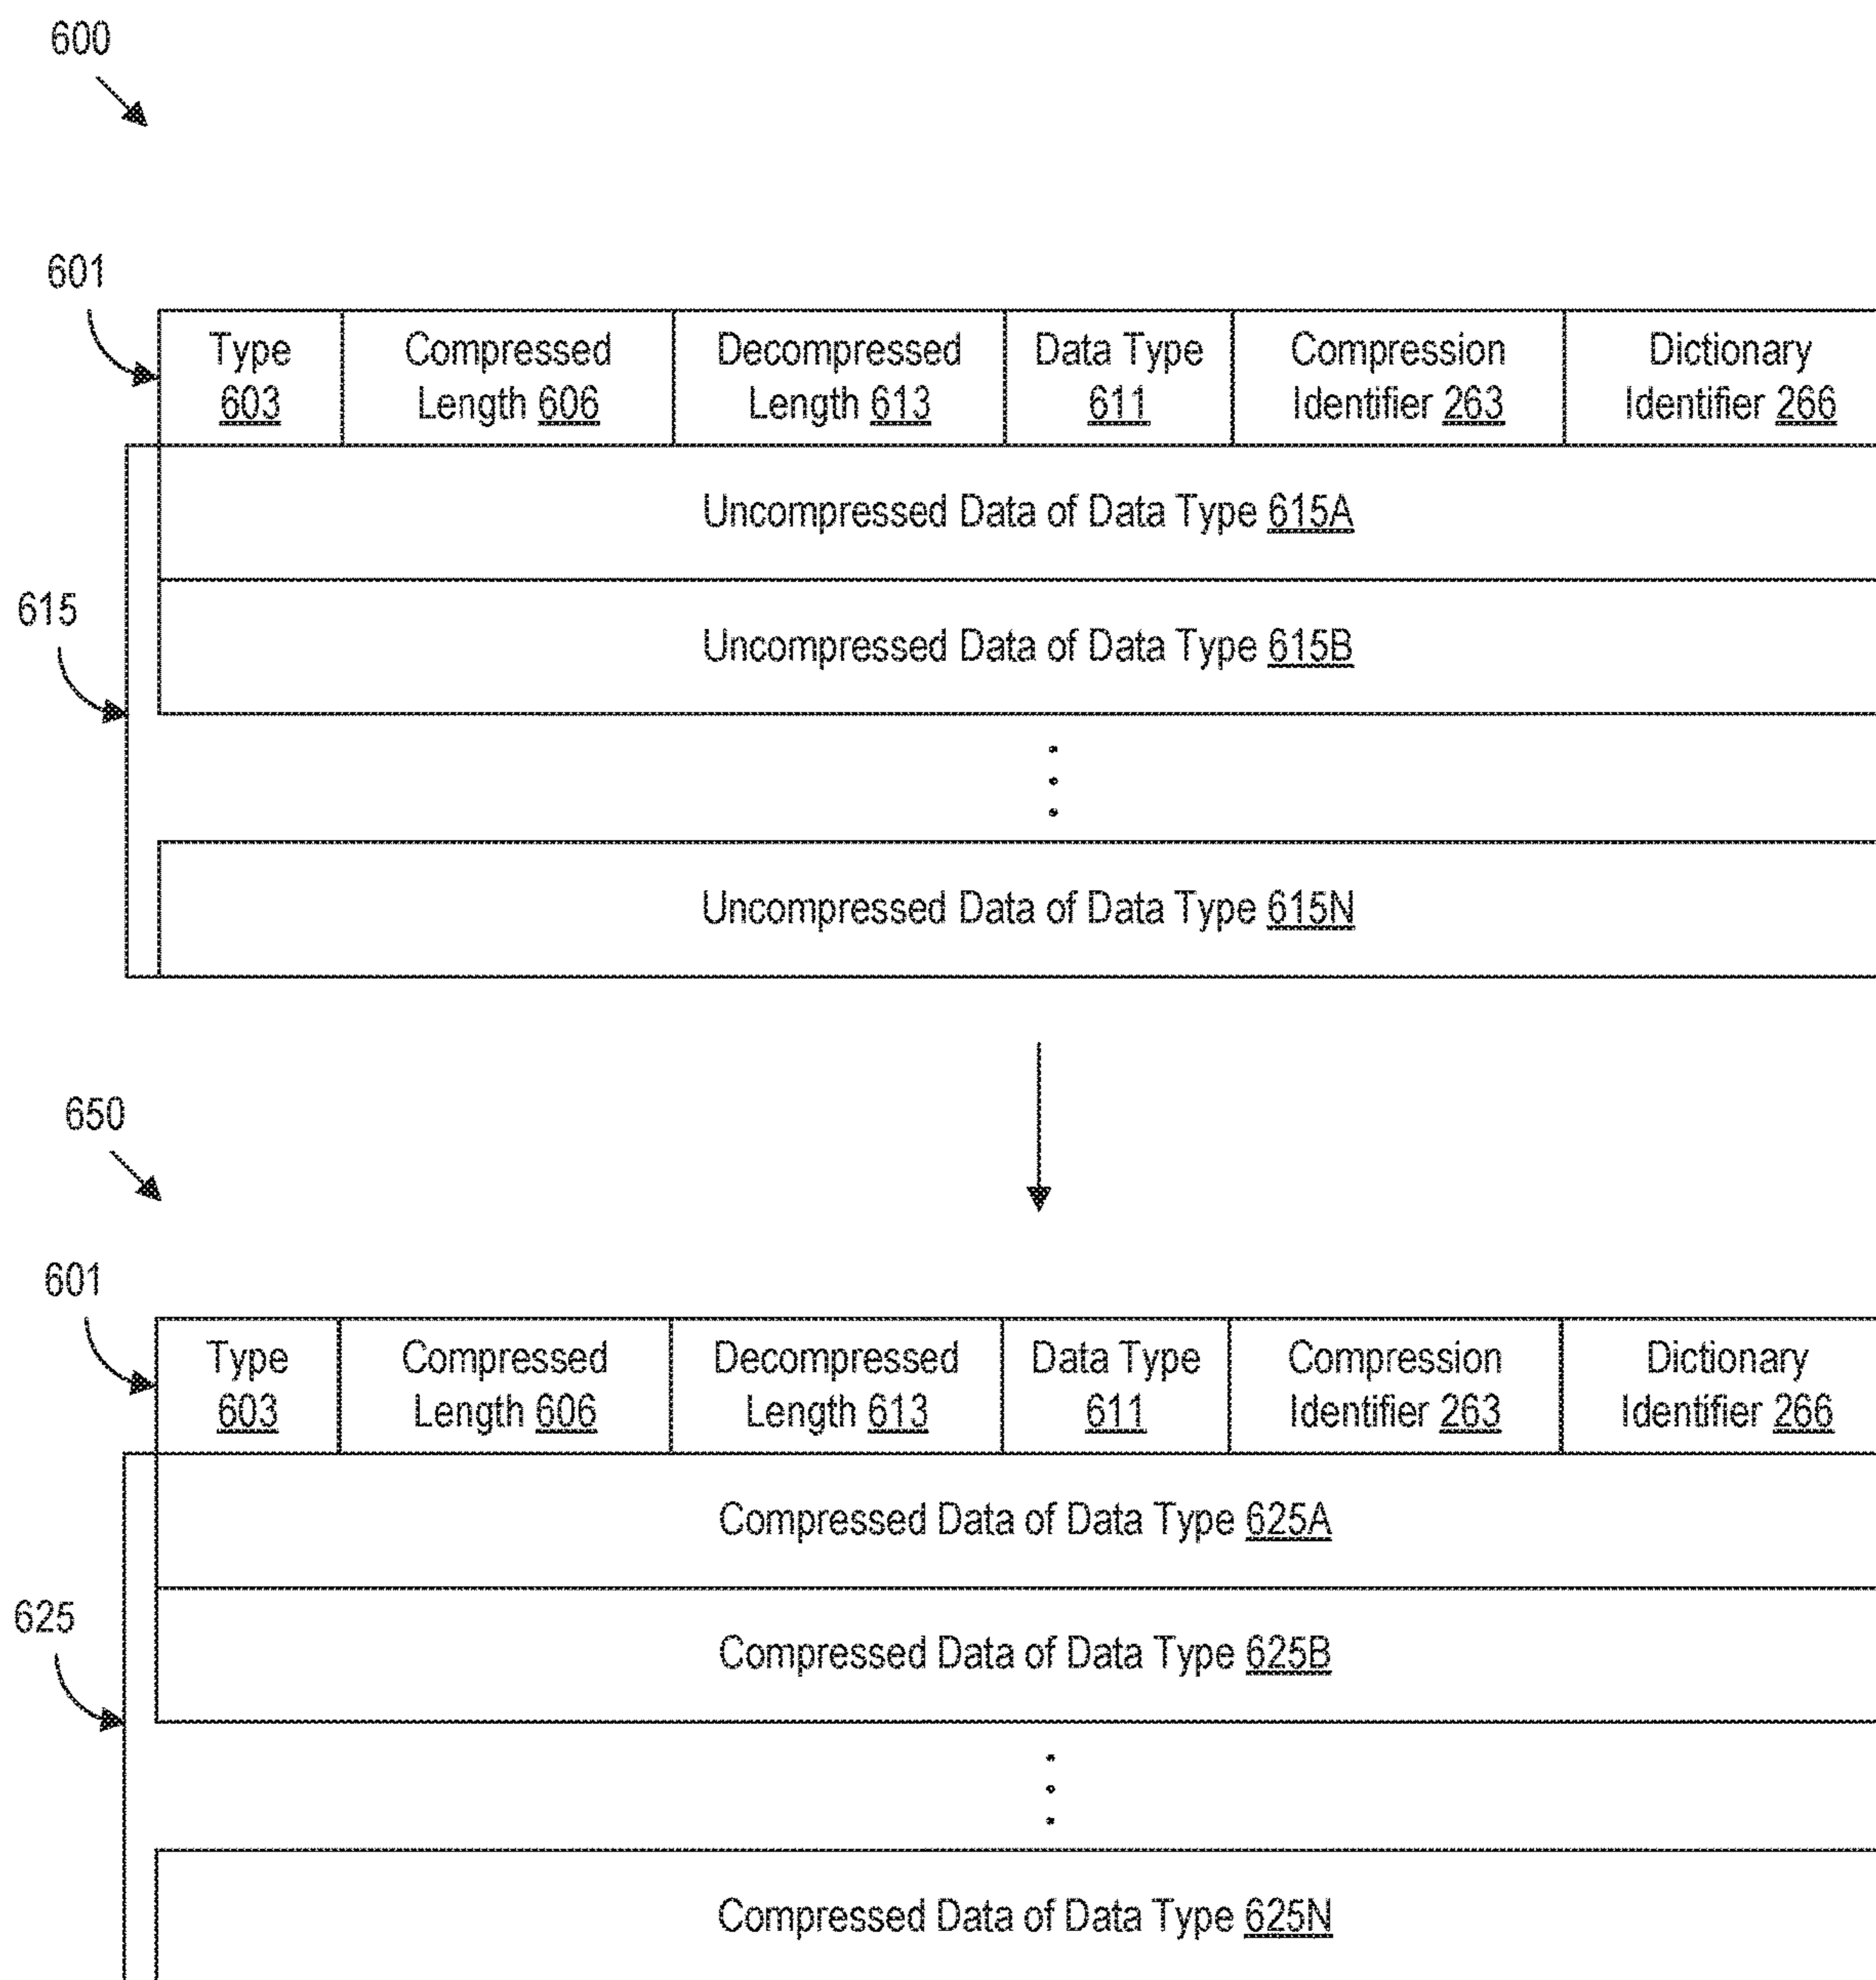 600
601
Type
603
Compressed
Length 606
Decompressed
Length 613
Data Type
611
Compression
Identifier 263
Dictionary
Identifier 266
615
Uncompressed Data of Data Type 615A
Uncompressed Data of Data Type 615B
Uncompressed Data of Data Type 615N
650
601
Type
603
Compressed
Length 606
Decompressed
Length 613
Data Type
611
Compression
Identifier 263
Dictionary
Identifier 266
625
Compressed Data of Data Type 625A
Compressed Data of Data Type 625B
Compressed Data of Data Type 625N